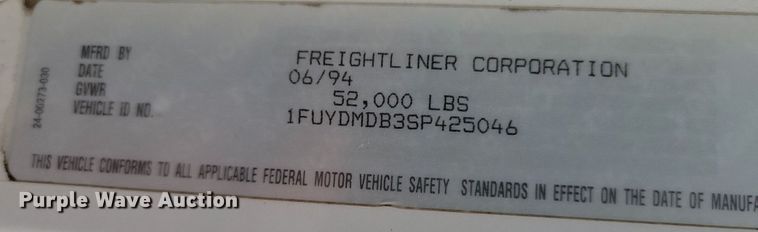 MFRD BY FREIGHTLINER CORPORATION
DATE 06/94
GVWR 52,000 LBS
VEHICLE ID NO. 1FUYDMDB3SP425046
24-00273-030
THIS VEHICLE CONFORMS TO ALL APPLICABLE FEDERAL MOTOR VEHICLE SAFETY STANDARDS IN EFFECT ON THE DATE OF MANUFA
Purple Wave Auction